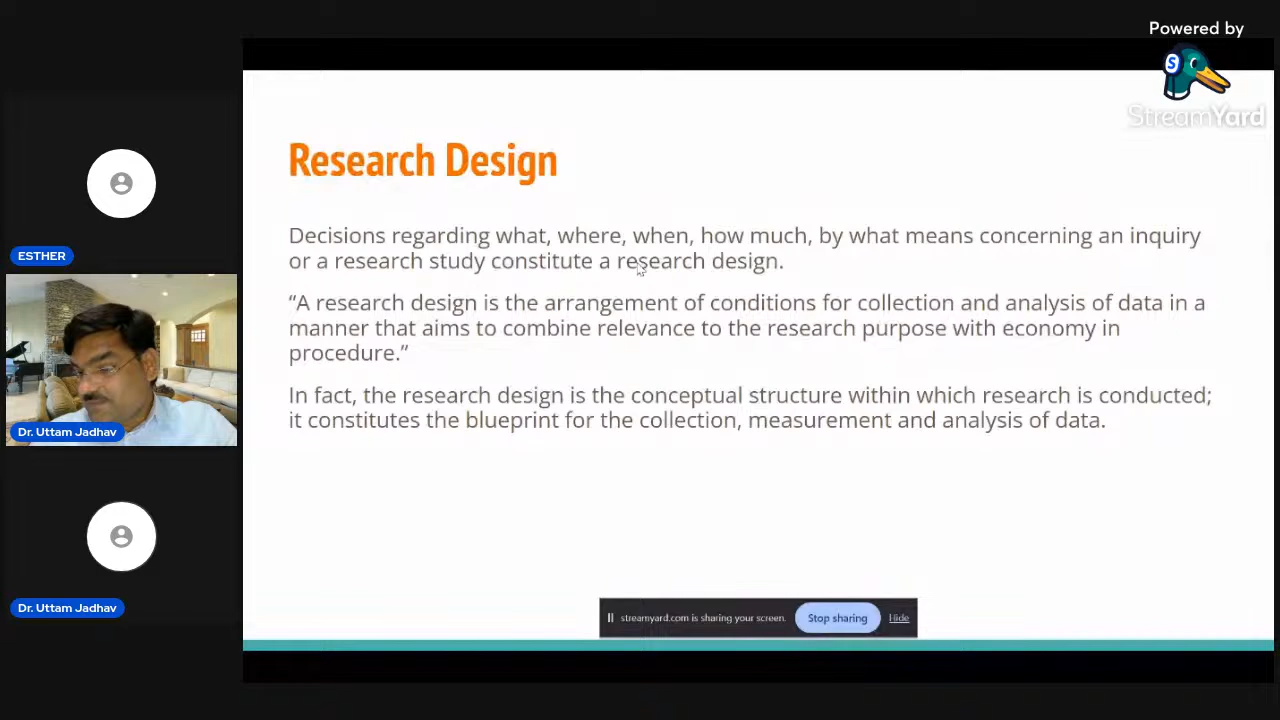 Powered by
S
StreamYard
Research Design
Decisions regarding what, where, when, how much, by what means concerning an inquiry
or a research study constitute a research design.
“A research design is the arrangement of conditions for collection and analysis of data in a
manner that aims to combine relevance to the research purpose with economy in
procedure.”
In fact, the research design is the conceptual structure within which research is conducted;
it constitutes the blueprint for the collection, measurement and analysis of data.
ESTHER
Dr. Uttam Jadhav
Dr. Uttam Jadhav
streamyard.com is sharing your screen.
Stop sharing
Hide